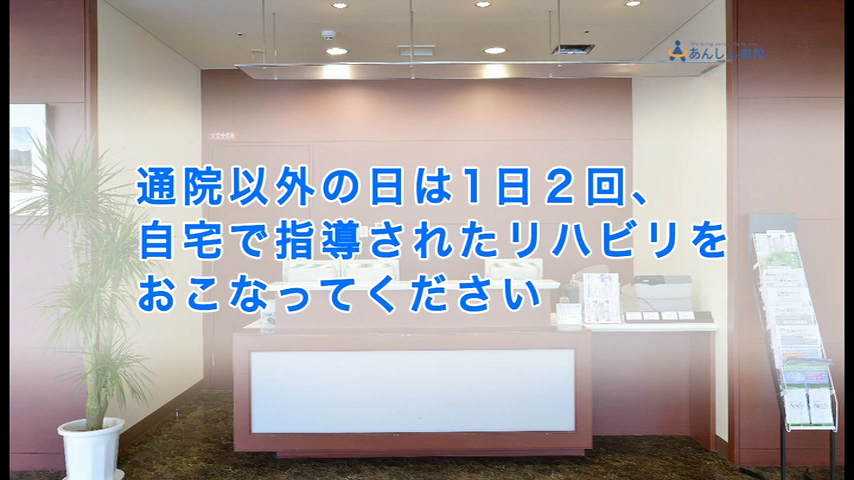 通院以外の日は1日２回、
自宅で指導されたリハビリを
おこなってください